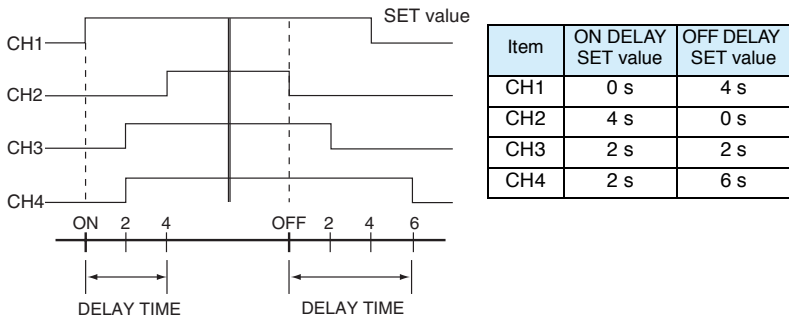 SET value
CH1
CH2
CH3
CH4
ON 2 4 OFF 2 4 6
DELAY TIME DELAY TIME
Item ON DELAY SET value OFF DELAY SET value
CH1 0 s 4 s
CH2 4 s 0 s
CH3 2 s 2 s
CH4 2 s 6 s